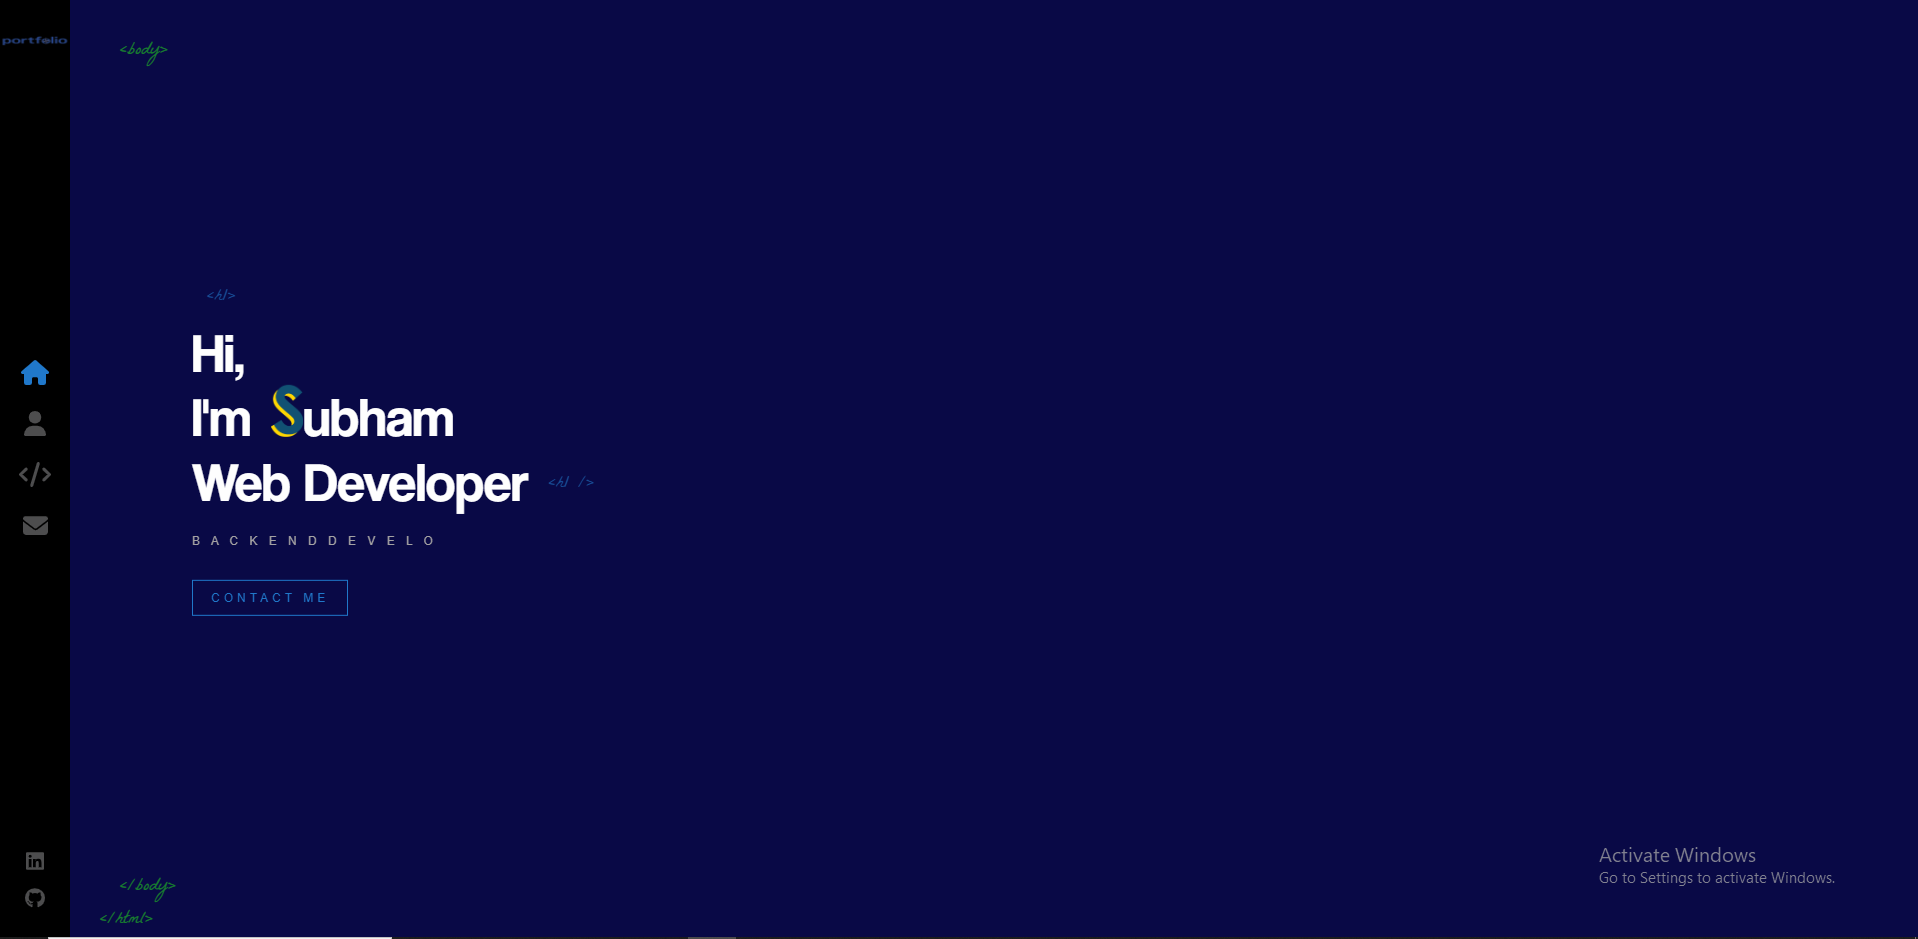 portfolio
<body>
<h1>
Hi,
I'm Subham
Web Developer
<h1 />
BACKENDDEVELO
CONTACT ME
Activate Windows
Go to Settings to activate Windows.
</body>
</html>